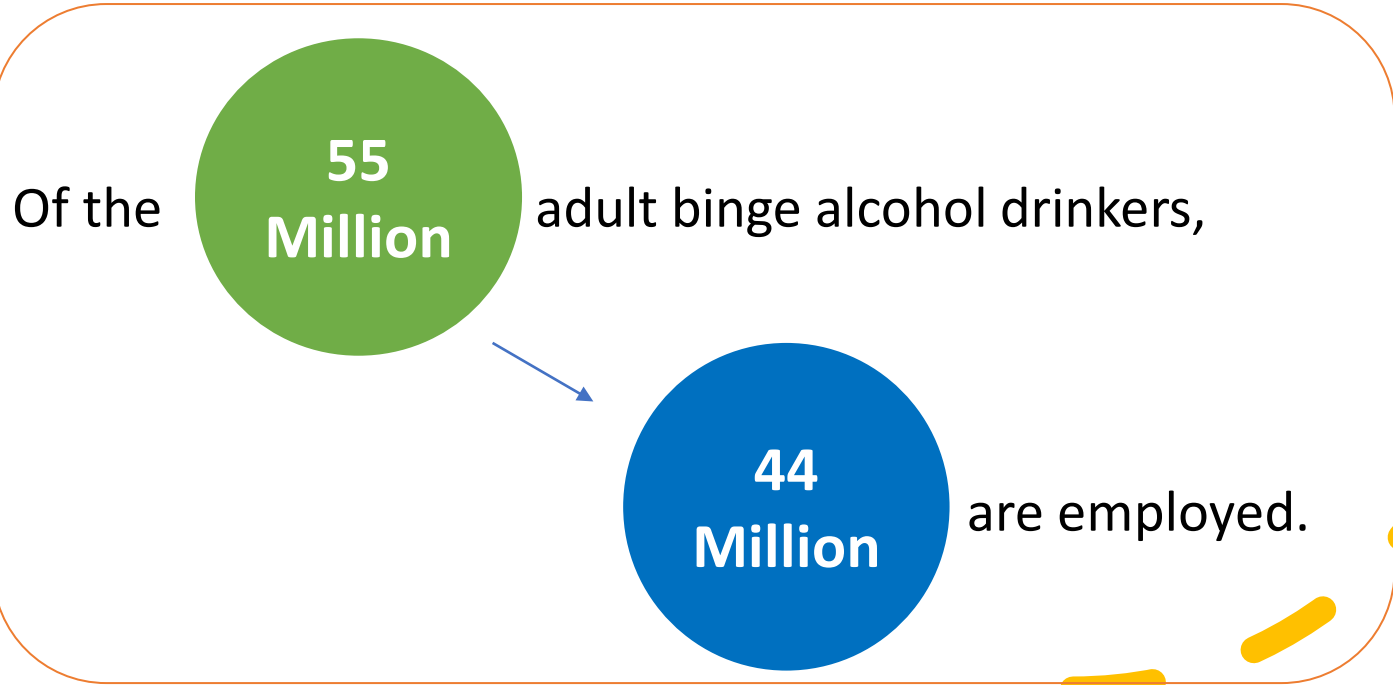 Of the 55 Million adult binge alcohol drinkers,
44 Million are employed.